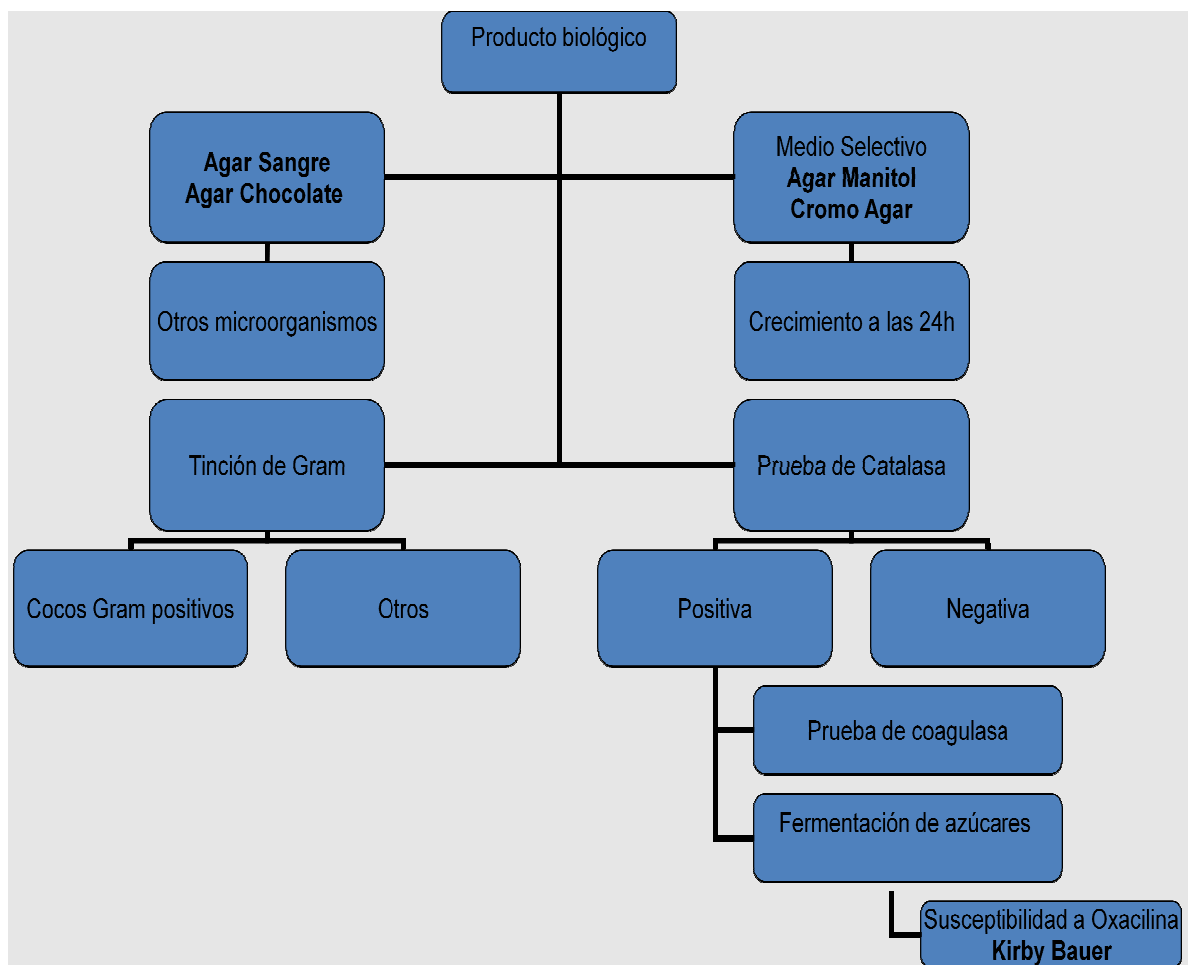 Producto biológico
Agar Sangre
Agar Chocolate
Medio Selectivo
Agar Manitol
Cromo Agar
Otros microorganismos
Crecimiento a las 24h
Tinción de Gram
Prueba de Catalasa
Cocos Gram positivos
Otros
Positiva
Negativa
Prueba de coagulasa
Fermentación de azúcares
Susceptibilidad a Oxacilina
Kirby Bauer